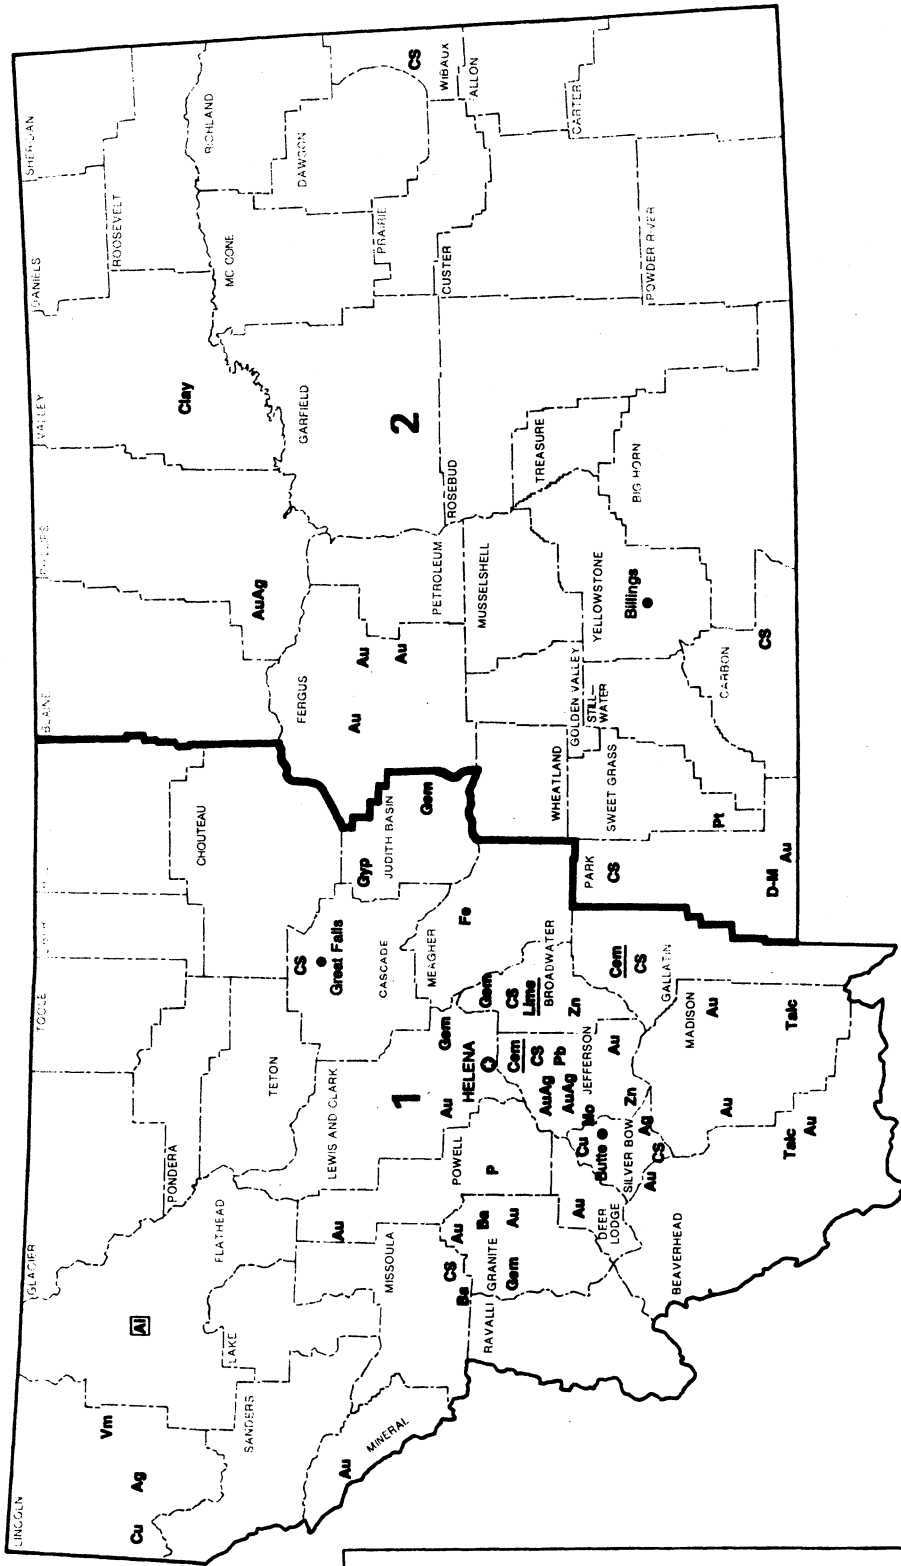 LINCOLN
GLACIER
TOOLE
BLAINE
PHILLIPS
VALLEY
DANIELS
SHERIDAN
Cu
Ag
Vm
Al
FLATHEAD
PONDERA
TETON
CHOUTEAU
AuAg
Clay
ROOSEVELT
RICHLAND
SANDERS
LAKE
LEWIS AND CLARK
1
CS
Great Falls
CASCADE
Gyp
JUDITH BASIN
Gem
FERGUS
Au
Au
Au
PETROLEUM
GARFIELD
2
MC CONE
DAWSON
PRAIRIE
CS
WIBAUX
Au
MINERAL
Au
MISSOULA
POWELL
P
Au
HELENA
Gem
MEAGHER
Fe
MUSSELSHELL
ROSEBUD
CUSTER
CS
Ba
Au
Ba
RAVALLI
GRANITE
Au
Gem
Cem
CS
Pb
AuAg
AuAg
JEFFERSON
Gem
CS
Lime
BROADWATER
Zn
WHEATLAND
GOLDEN VALLEY
TREASURE
Au
DEER
LODGE
Cu
Mo
Butte
SILVER BOW
Zn
Ag
CS
Au
Au
Cem
CS
GALLATIN
PARK
CS
SWEET GRASS
STILL-
WATER
YELLOWSTONE
Billings
BIG HORN
POWDER RIVER
CARTER
BEAVERHEAD
Au
MADISON
Au
Talc
Talc
Au
D-M
Au
Pt
CARBON
CS